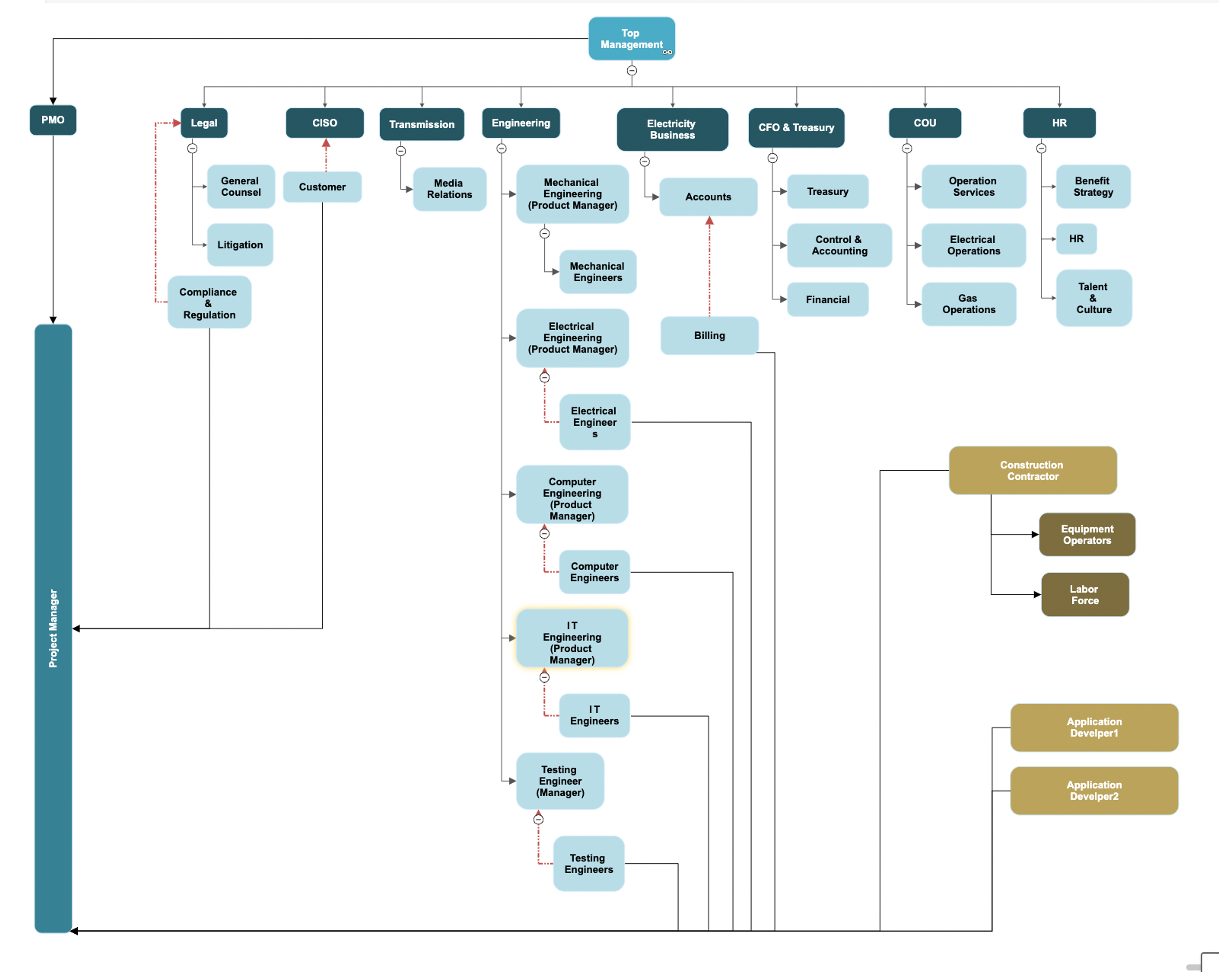 Top
Management
PMO
Legal
CISO
Transmission
Engineering
Electricity
Business
CFO & Treasury
COU
HR
General
Counsel
Litigation
Compliance
&
Regulation
Customer
Media
Relations
Mechanical
Engineering
(Product Manager)
Mechanical
Engineers
Electrical
Engineering
(Product Manager)
Electrical
Engineer
s
Computer
Engineering
(Product
Manager)
Computer
Engineers
IT
Engineering
(Product
Manager)
IT
Engineers
Testing
Engineer
(Manager)
Testing
Engineers
Accounts
Billing
Treasury
Control &
Accounting
Financial
Operation
Services
Electrical
Operations
Gas
Operations
Benefit
Strategy
HR
Talent
&
Culture
Project Manager
Construction
Contractor
Equipment
Operators
Labor
Force
Application
Develper1
Application
Develper2